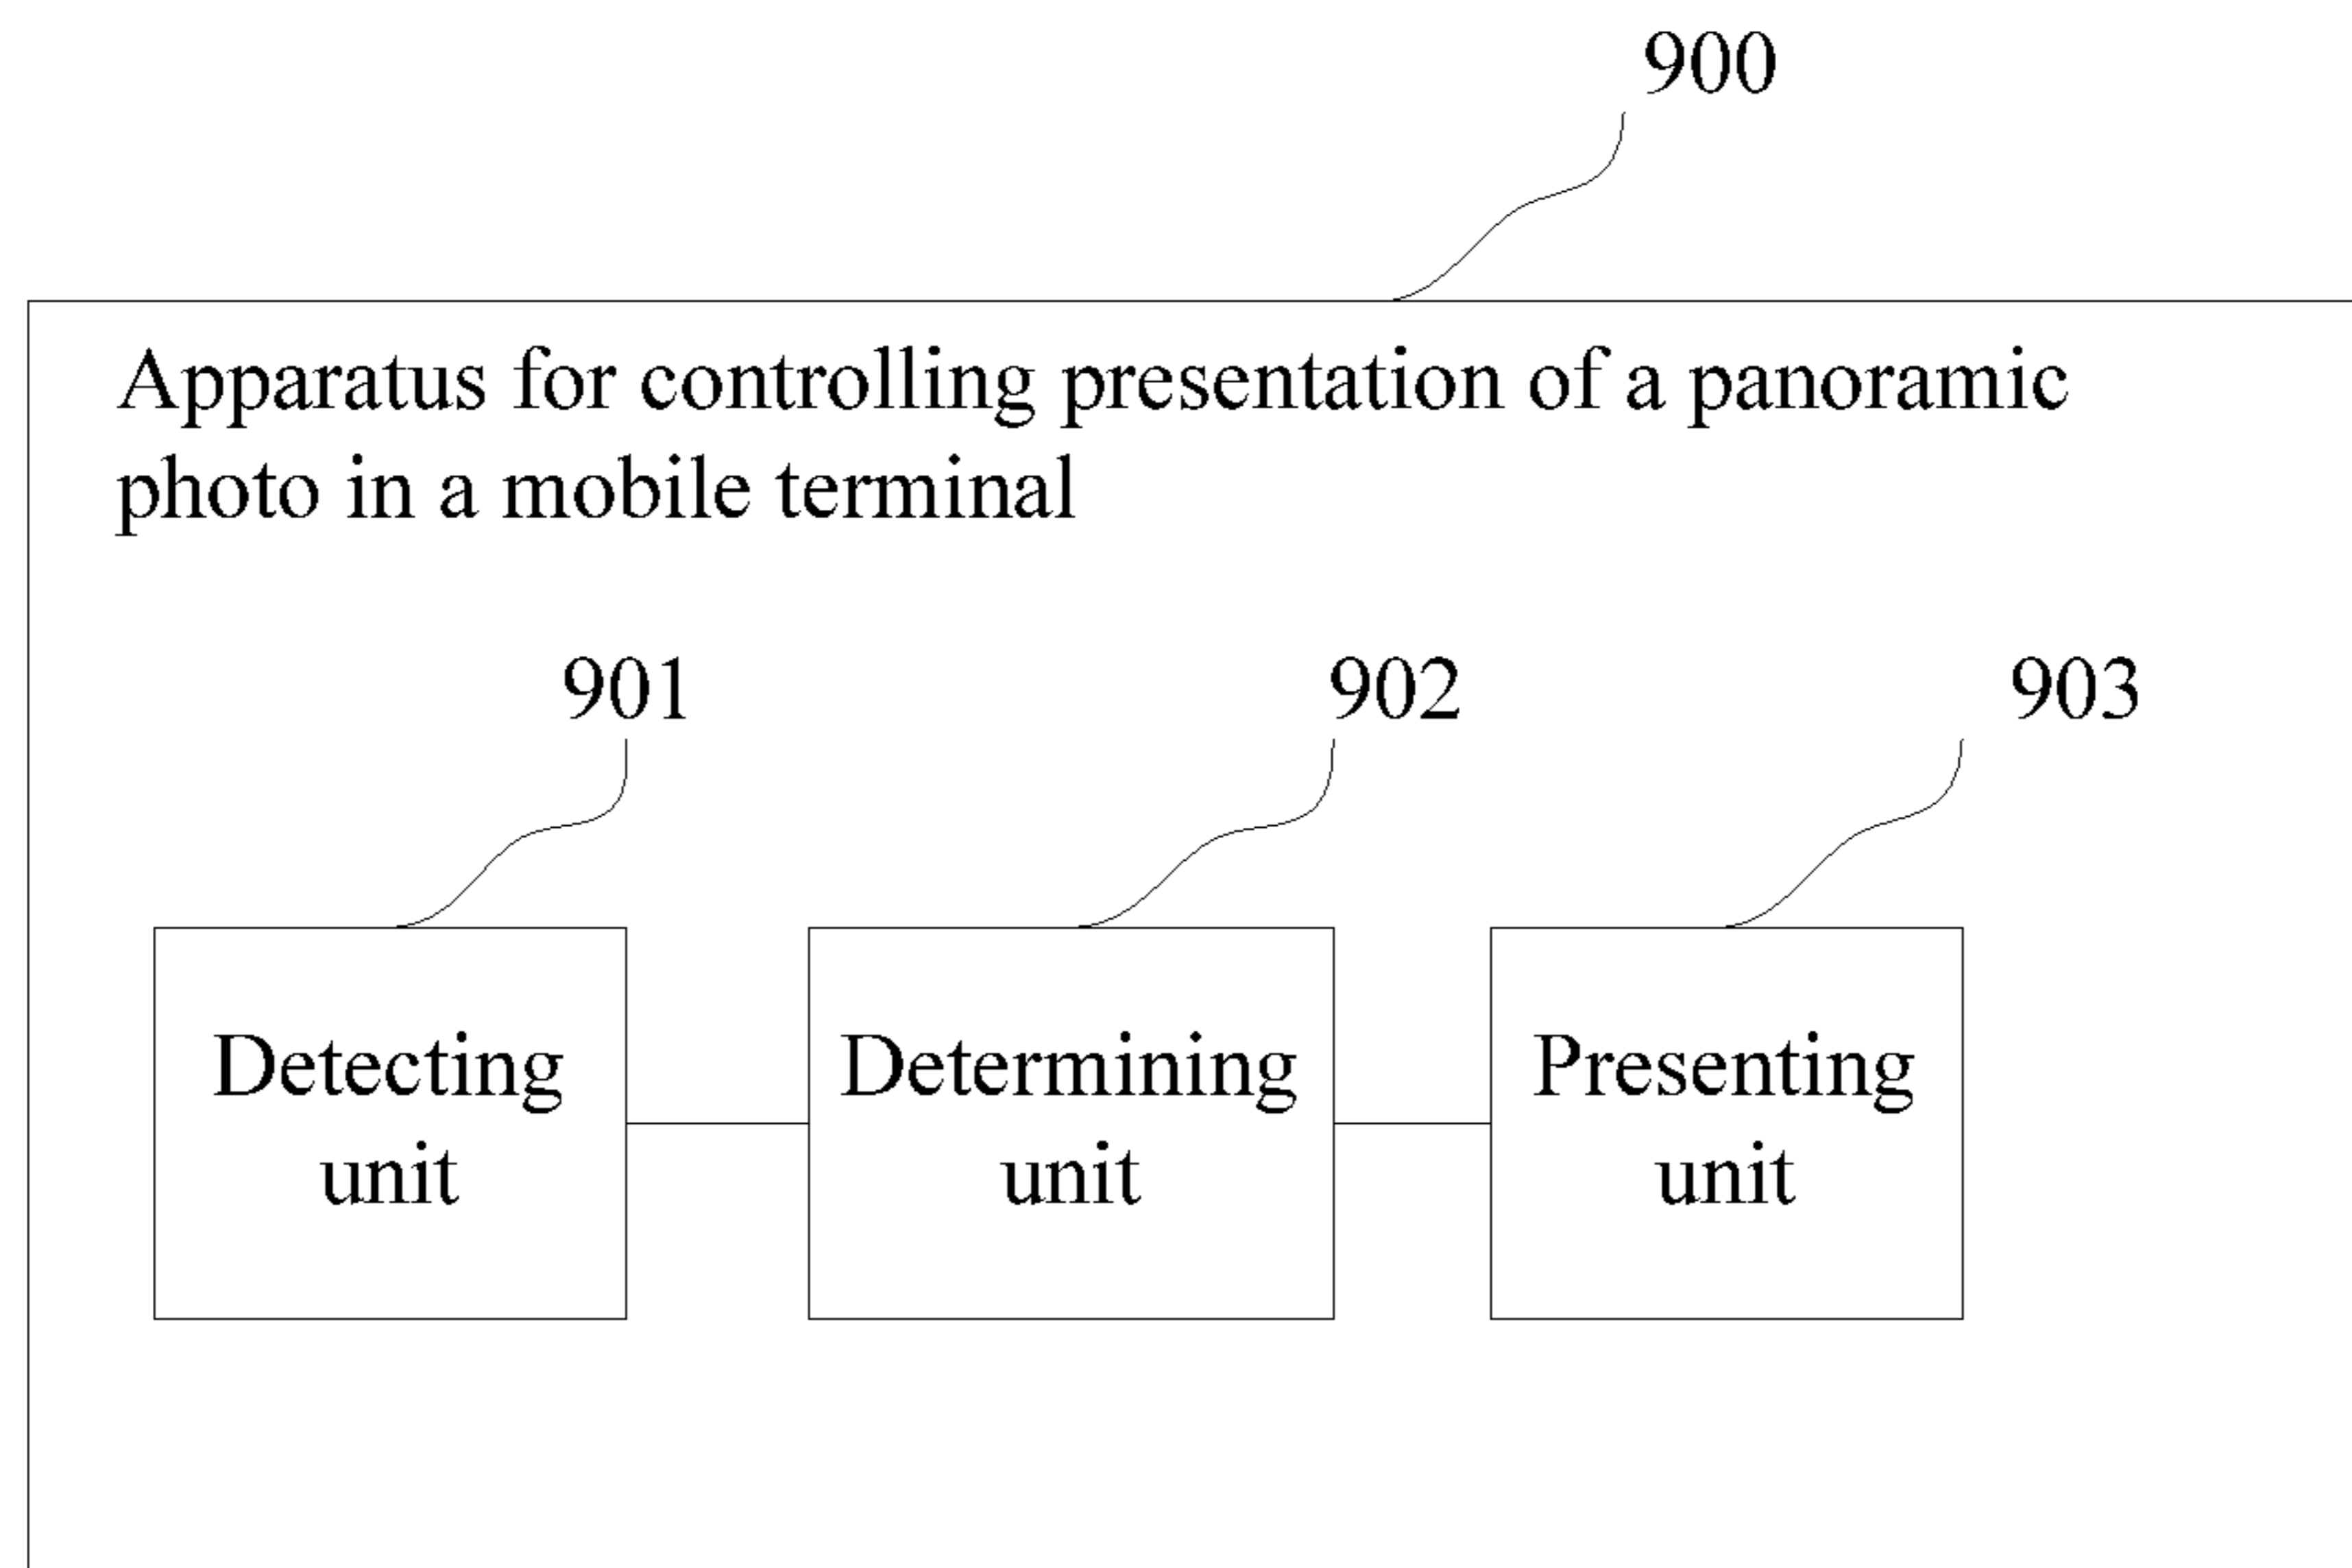 900
Apparatus for controlling presentation of a panoramic
photo in a mobile terminal
901
902
903
Detecting
unit
Determining
unit
Presenting
unit